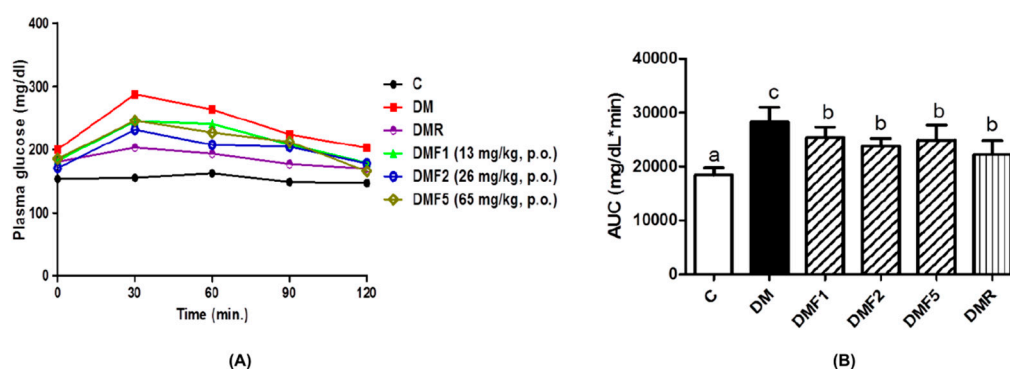 400
300
200
100
0
Plasma glucose (mg/dl)
0 30 60 90 120
Time (min.)
C
DM
DMR
DMF1 (13 mg/kg, p.o.)
DMF2 (26 mg/kg, p.o.)
DMF5 (65 mg/kg, p.o.)
(A)
40000
30000
20000
10000
0
AUC (mg/dL*min)
a
c
b
b
b
b
C
DM
DMF1
DMF2
DMF5
DMR
(B)